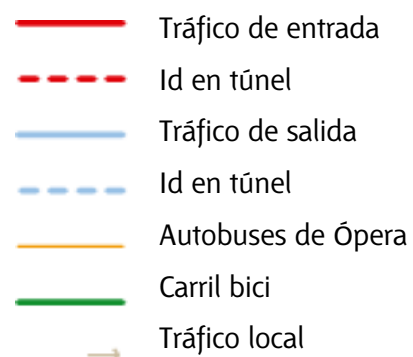 Tráfico de entrada
Id en túnel
Tráfico de salida
Id en túnel
Autobuses de Ópera
Carril bici
Tráfico local